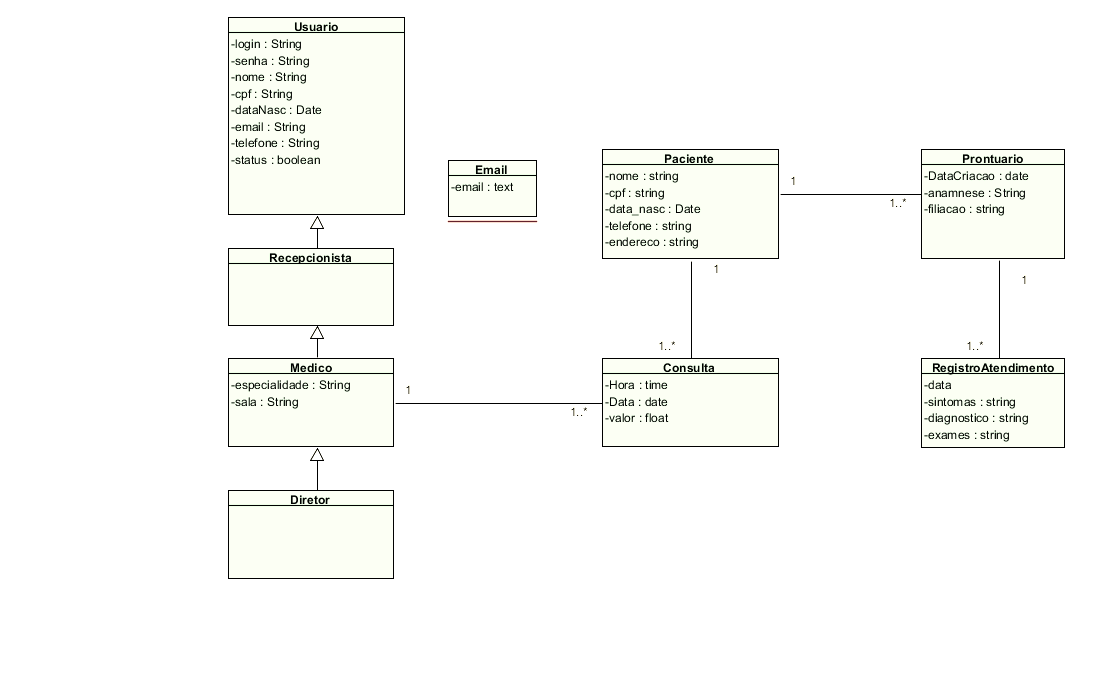 Usuario
-login : String
-senha : String
-nome : String
-cpf : String
-dataNasc : Date
-email : String
-telefone : String
-status : boolean
Email
-email : text
Paciente
-nome : string
-cpf : string
-data_nasc : Date
-telefone : string
-endereco : string
1
1..*
Prontuario
-DataCriacao : date
-anamnese : String
-filiacao : string
Recepcionista
1
1..*
1
1..*
Medico
-especialidade : String
-sala : String
1
1..*
Consulta
-Hora : time
-Data : date
-valor : float
RegistroAtendimento
-data
-sintomas : string
-diagnostico : string
-exames : string
Diretor